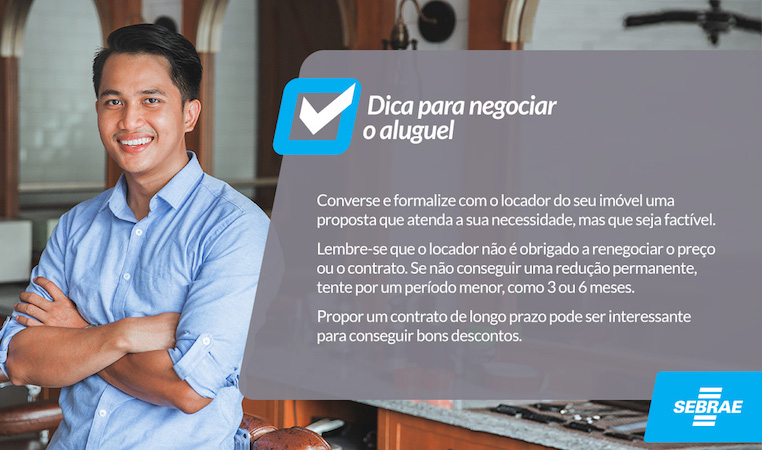 Dica para negociar
o aluguel
Converse e formalize com o locador do seu imóvel uma
proposta que atenda a sua necessidade, mas que seja factível.
Lembre-se que o locador não é obrigado a renegociar o preço
ou o contrato. Se não conseguir uma redução permanente,
tente por um período menor, como 3 ou 6 meses.
Propor um contrato de longo prazo pode ser interessante
para conseguir bons descontos.
SEBRAE